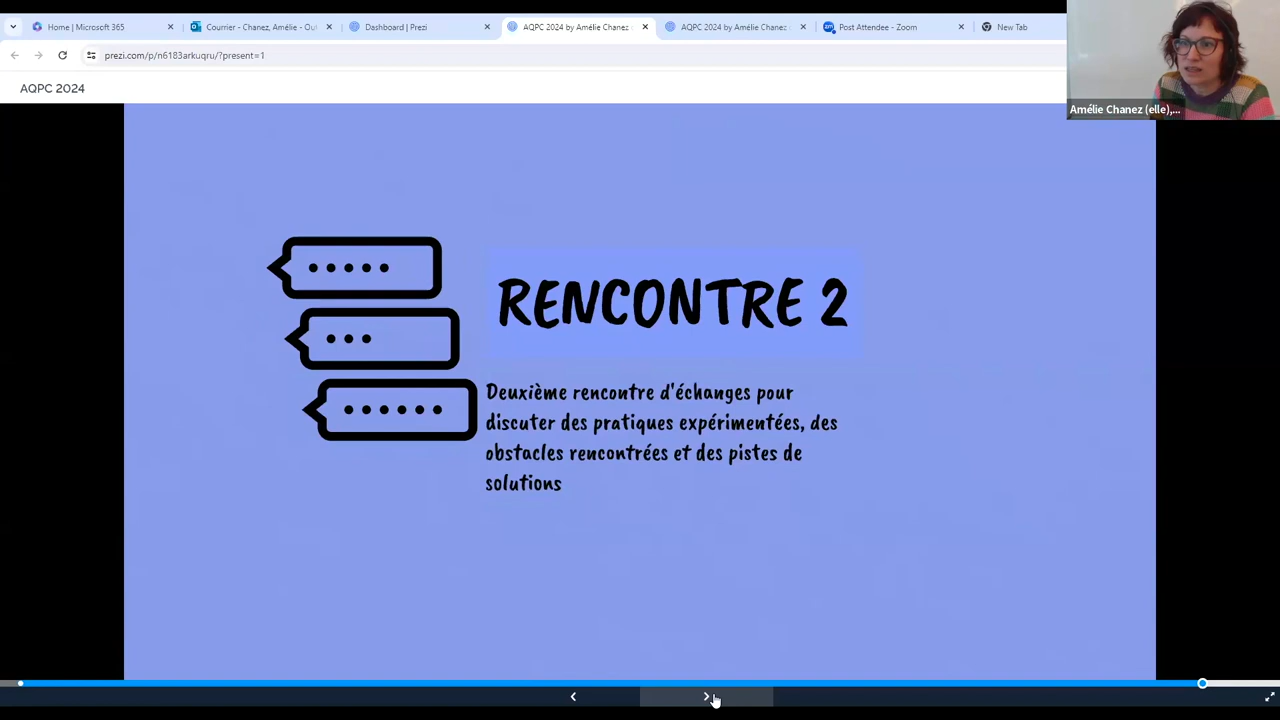 Home | Microsoft 365
Courrier - Chanez, Amélie - Out
Dashboard | Prezi
AQPC 2024 by Amélie Chanez
AQPC 2024 by Amélie Chanez
Post Attendee - Zoom
New Tab
prezi.com/p/n6183arkuqru/?present=1
AQPC 2024
Amélie Chanez (elle),...
RENCONTRE 2
Deuxième rencontre d'échanges pour
discuter des pratiques expérimentées, des
obstacles rencontrées et des pistes de
solutions